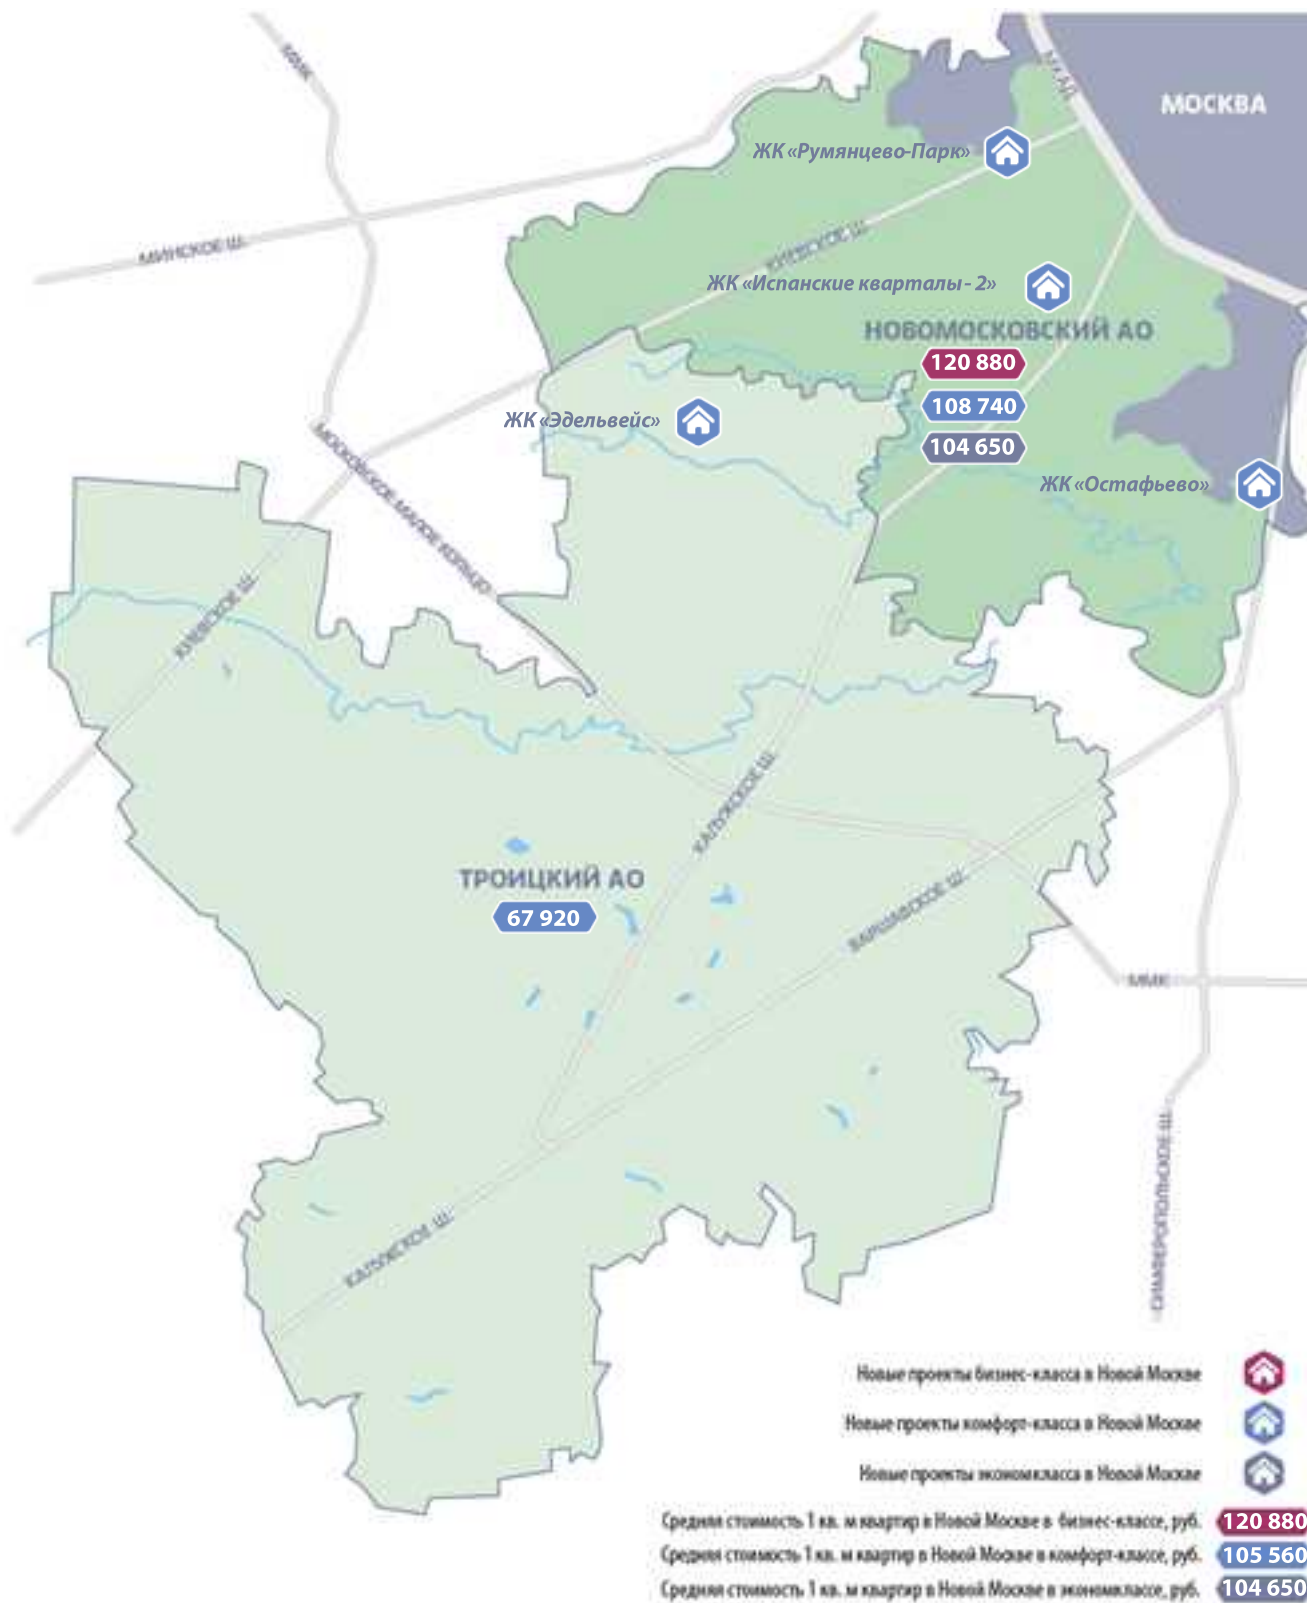 ММК
МКАД
МОСКВА
ЖК «Румянцево-Парк»
МИНСКОЕ Ш.
КИЕВСКОЕ Ш.
ЖК «Испанские кварталы - 2»
НОВОМОСКОВСКИЙ АО
120 880
108 740
104 650
ЖК «Эдельвейс»
ЖК «Остафьево»
МОСКОВСКОЕ МАЛОЕ КОЛЬЦО
КИЕВСКОЕ Ш.
КАЛУЖСКОЕ Ш.
ТРОИЦКИЙ АО
67 920
ВАРШАВСКОЕ Ш.
ММК
СИМФЕРОПОЛЬСКОЕ Ш.
КАЛУЖСКОЕ Ш.
Новые проекты бизнес-класса в Новой Москве
Новые проекты комфорт-класса в Новой Москве
Новые проекты экономкласса в Новой Москве
Средняя стоимость 1 кв. м квартир в Новой Москве в бизнес-классе, руб. 120 880
Средняя стоимость 1 кв. м квартир в Новой Москве в комфорт-классе, руб. 105 560
Средняя стоимость 1 кв. м квартир в Новой Москве в экономклассе, руб. 104 650